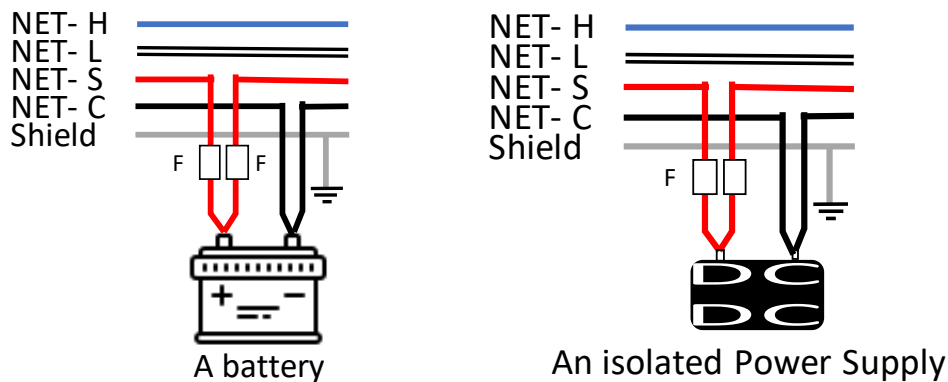 NET- H
NET- L
NET- S
NET- C
Shield
F
F
A battery
NET- H
NET- L
NET- S
NET- C
Shield
F
DC
DC
An isolated Power Supply